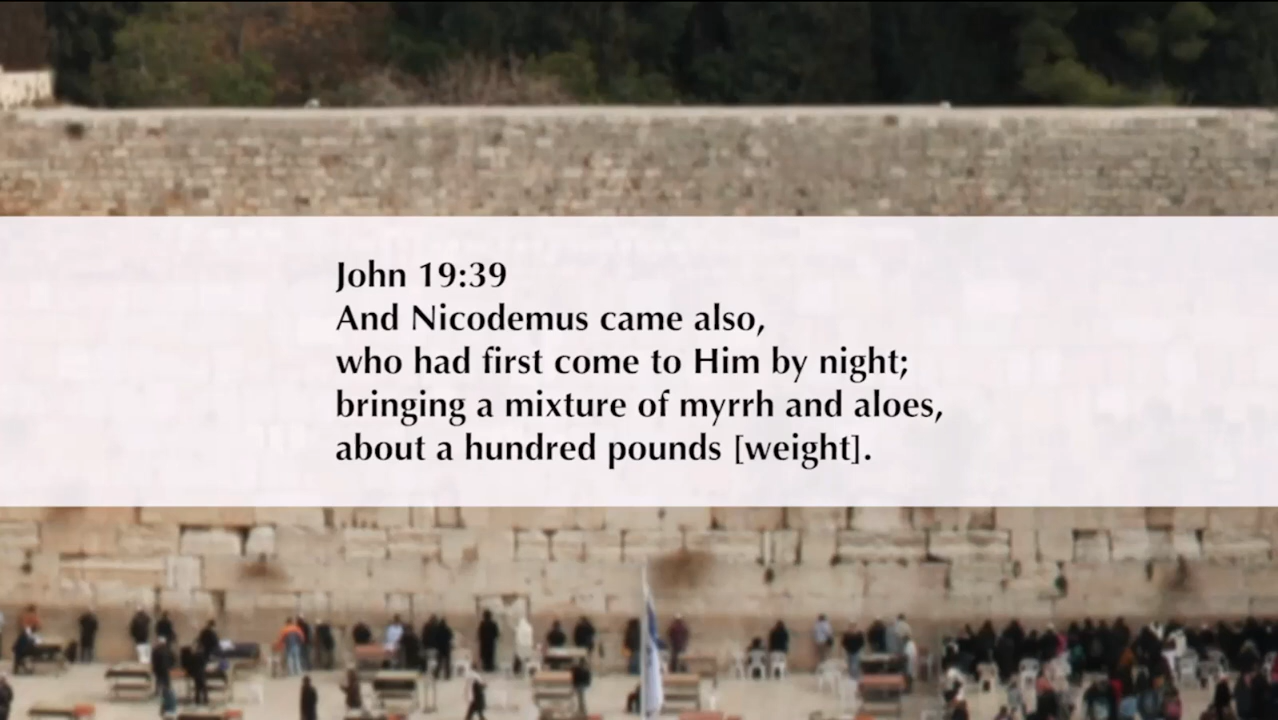 John 19:39
And Nicodemus came also,
who had first come to Him by night;
bringing a mixture of myrrh and aloes,
about a hundred pounds [weight].